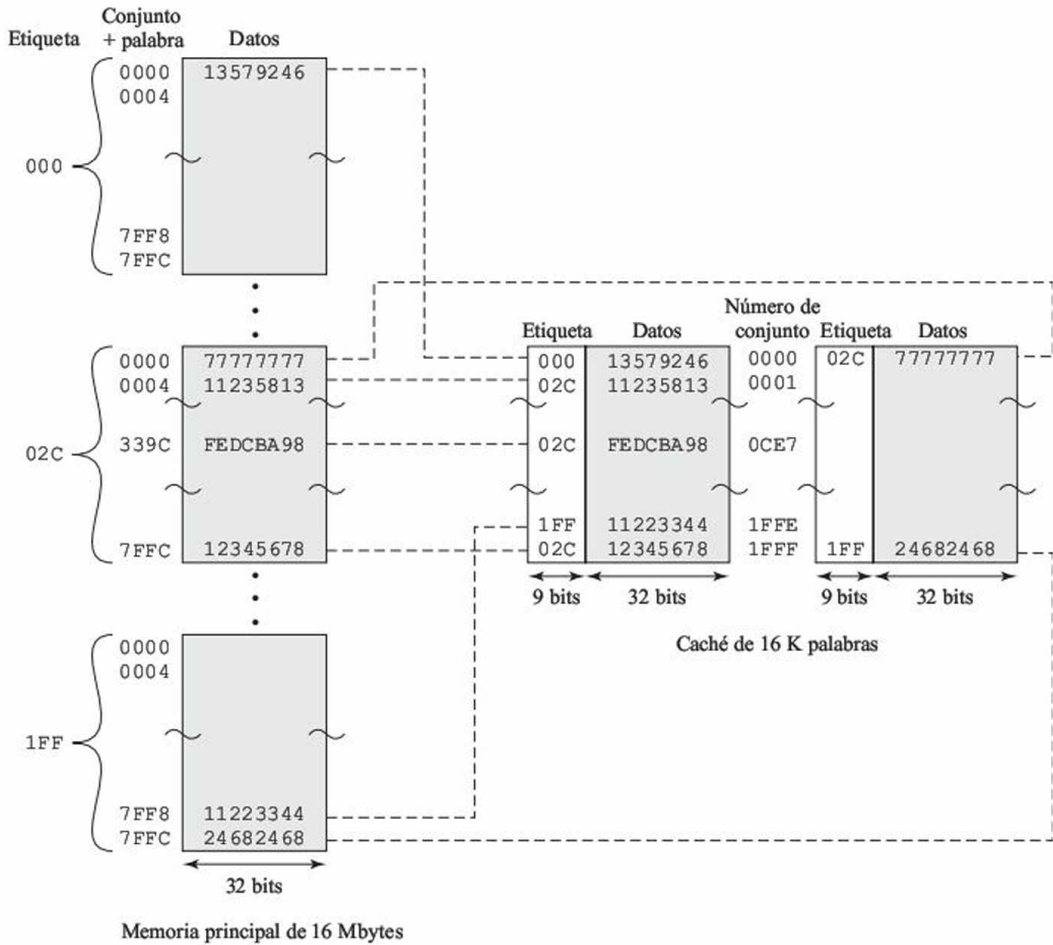 Etiqueta
Conjunto
+ palabra
Datos
0000 13579246
0004
000
7FF8
7FFC
Etiqueta
Datos
Número de
conjunto
Etiqueta
Datos
0000 77777777
0004 11235813
02C
339C FEDCBA98
7FFC 12345678
000 13579246 0000 02C 77777777
02C 11235813 0001
02C FEDCBA98 0CE7
1FF 11223344 1FFE
02C 12345678 1FFF 1FF 24682468
9 bits
32 bits
9 bits
32 bits
Caché de 16 K palabras
0000
0004
1FF
7FF8 11223344
7FFC 24682468
32 bits
Memoria principal de 16 Mbytes